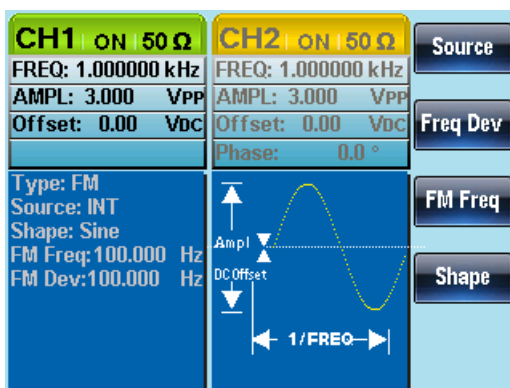 CH1 ON 50 Ω
FREQ: 1.000000 kHz
AMPL: 3.000 VPP
Offset: 0.00 VDC
CH2 ON 50 Ω
FREQ: 1.000000 kHz
AMPL: 3.000 VPP
Offset: 0.00 VDC
Phase: 0.0 °
Type: FM
Source: INT
Shape: Sine
FM Freq:100.000 Hz
FM Dev:100.000 Hz
Ampl
DC Offset
1/FREQ
Source
Freq Dev
FM Freq
Shape